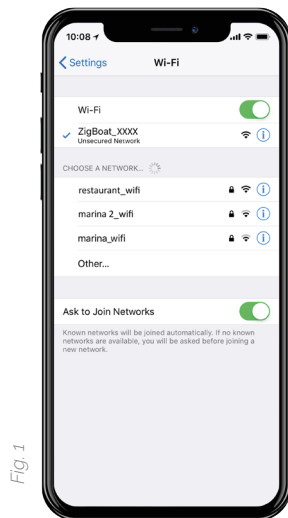 10:08
Settings
Wi-Fi
Wi-Fi
ZigBoat_XXXX
Unsecured Network
CHOOSE A NETWORK...
restaurant_wifi
marina 2_wifi
marina_wifi
Other...
Ask to Join Networks
Known networks will be joined automatically. If no known
networks are available, you will be asked before joining a
new network.
Fig. 1